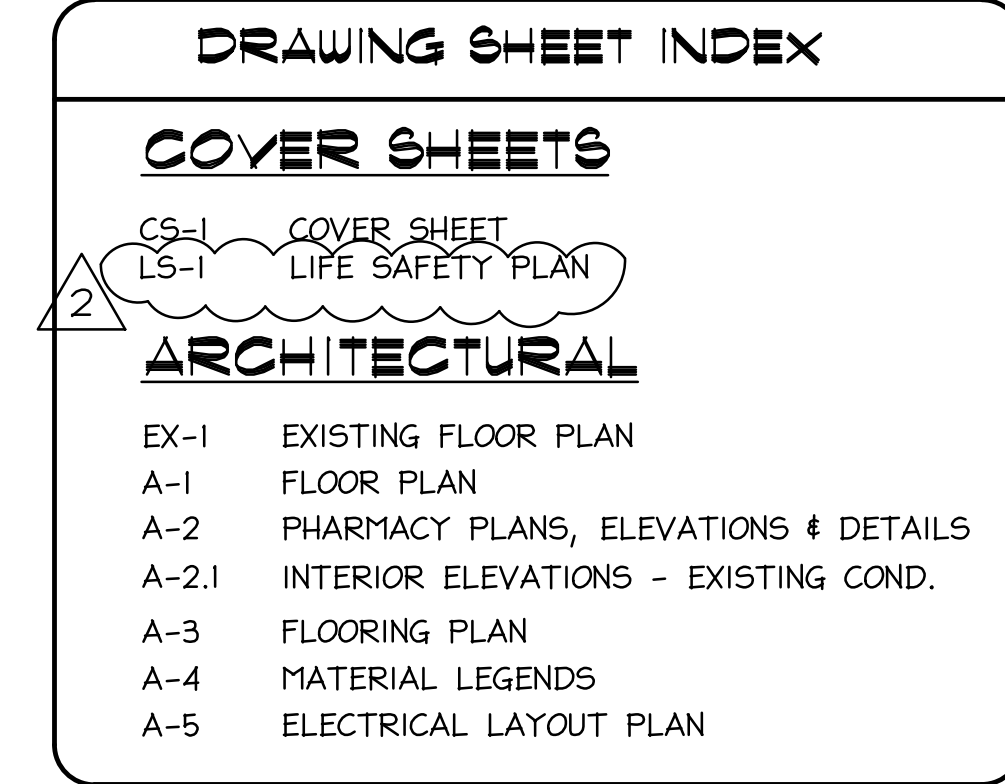 DRAWING SHEET INDEX
COVER SHEETS
CS-1 COVER SHEET
LS-1 LIFE SAFETY PLAN
2
ARCHITECTURAL
EX-1 EXISTING FLOOR PLAN
A-1 FLOOR PLAN
A-2 PHARMACY PLANS, ELEVATIONS & DETAILS
A-2.1 INTERIOR ELEVATIONS - EXISTING COND.
A-3 FLOORING PLAN
A-4 MATERIAL LEGENDS
A-5 ELECTRICAL LAYOUT PLAN